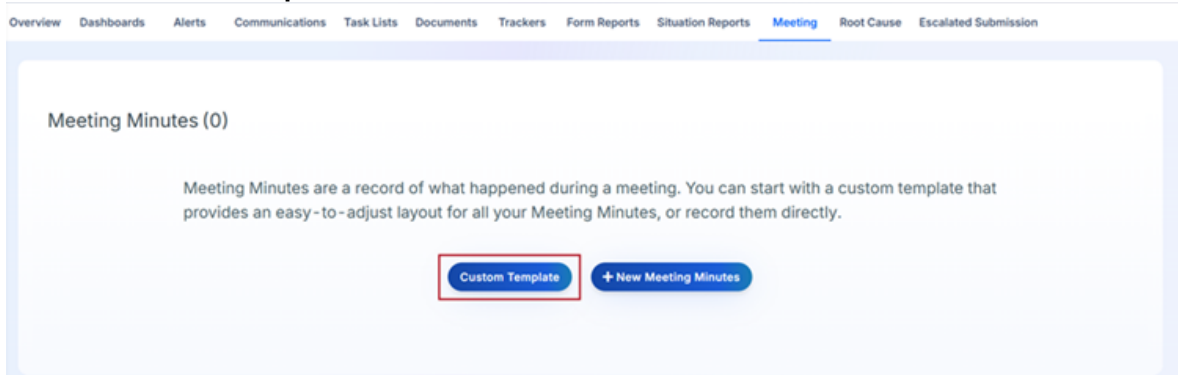 Overview Dashboards Alerts Communications Task Lists Documents Trackers Form Reports Situation Reports Meeting Root Cause Escalated Submission
Meeting Minutes (0)
Meeting Minutes are a record of what happened during a meeting. You can start with a custom template that
provides an easy-to-adjust layout for all your Meeting Minutes, or record them directly.
Custom Template + New Meeting Minutes